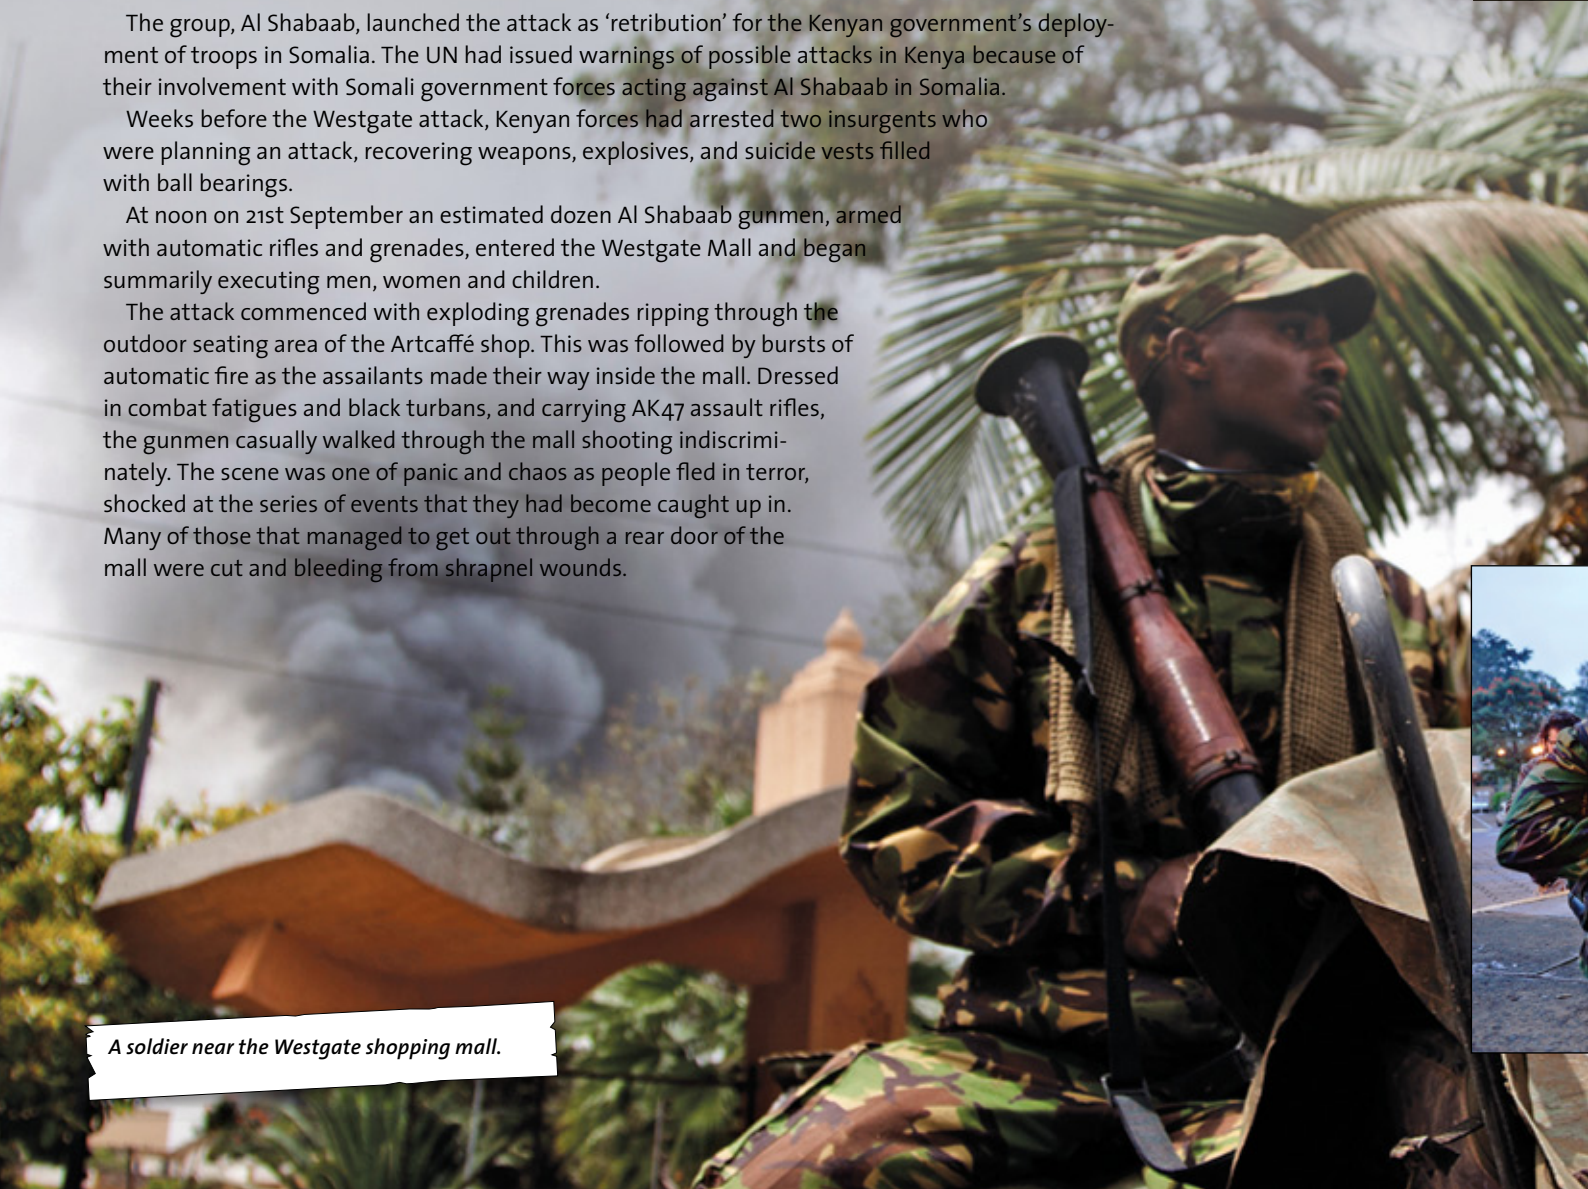 The group, Al Shabaab, launched the attack as ‘retribution’ for the Kenyan government’s deploy-
ment of troops in Somalia. The UN had issued warnings of possible attacks in Kenya because of
their involvement with Somali government forces acting against Al Shabaab in Somalia.
Weeks before the Westgate attack, Kenyan forces had arrested two insurgents who
were planning an attack, recovering weapons, explosives, and suicide vests filled
with ball bearings.
At noon on 21st September an estimated dozen Al Shabaab gunmen, armed
with automatic rifles and grenades, entered the Westgate Mall and began
summarily executing men, women and children.
The attack commenced with exploding grenades ripping through the
outdoor seating area of the Artcaffé shop. This was followed by bursts of
automatic fire as the assailants made their way inside the mall. Dressed
in combat fatigues and black turbans, and carrying AK47 assault rifles,
the gunmen casually walked through the mall shooting indiscrimi-
nately. The scene was one of panic and chaos as people fled in terror,
shocked at the series of events that they had become caught up in.
Many of those that managed to get out through a rear door of the
mall were cut and bleeding from shrapnel wounds.
A soldier near the Westgate shopping mall.